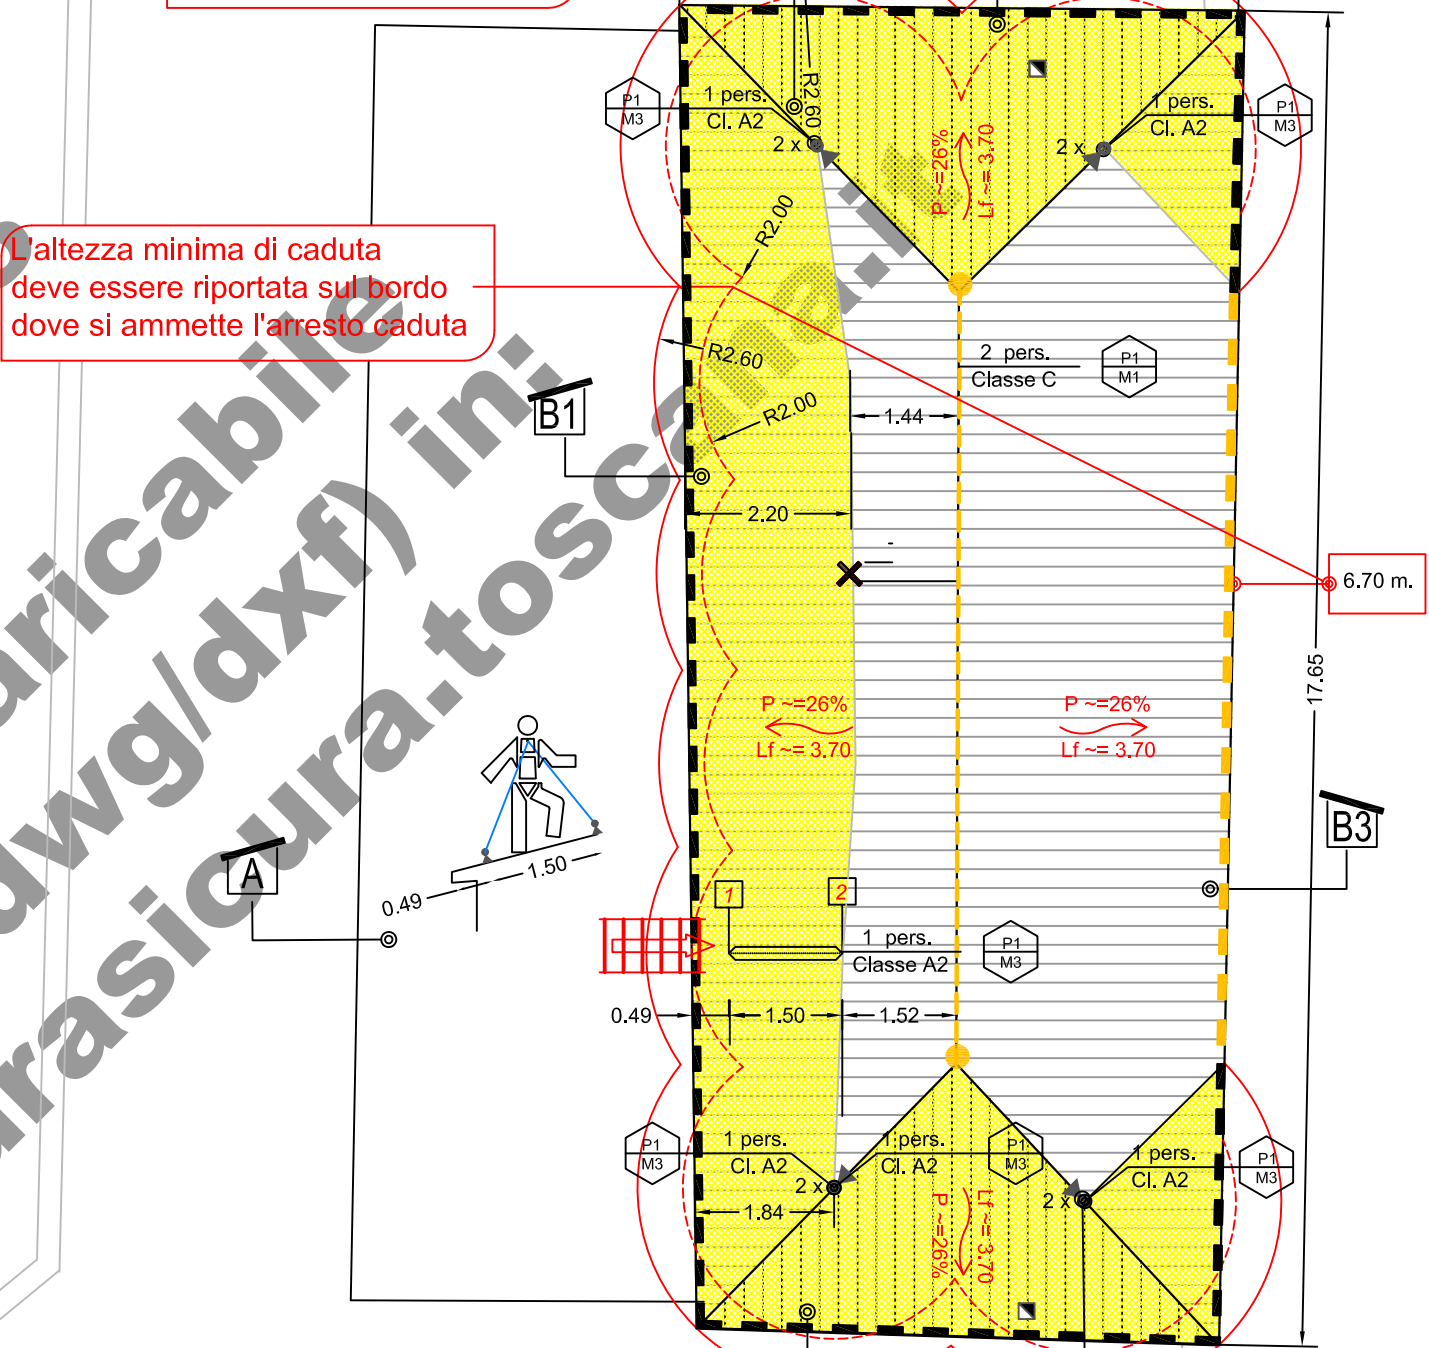 1 pers.
Cl. A2
P1
M3
2 x
R2.60
P ~=26%
Lf ~= 3.70
1 pers.
Cl. A2
P1
M3
2 x
L'altezza minima di caduta
deve essere riportata sul bordo
dove si ammette l'arresto caduta
R2.00
R2.60
R2.00
2 pers.
Classe C
P1
M1
1.44
B1
2.20
-
6.70 m.
17.65
P ~=26%
Lf ~= 3.70
P ~=26%
Lf ~= 3.70
B3
A
0.49
1.50
1
2
1 pers.
Classe A2
P1
M3
0.49
1.50
1.52
P1
M3
1 pers.
Cl. A2
1 pers.
Cl. A2
P1
M3
1 pers.
Cl. A2
P1
M3
2 x
1.84
2 x
P ~=26%
Lf ~= 3.70
uricabile
dwg/dxf) in:
urasicura.toscana.it